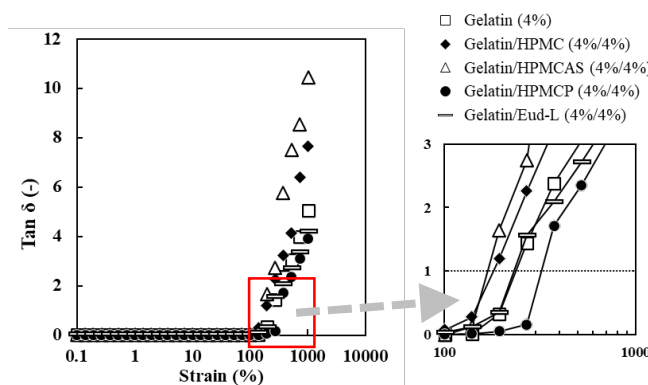 Gelatin (4%)
Gelatin/HPMC (4%/4%)
Gelatin/HPMCAS (4%/4%)
Gelatin/HPMCP (4%/4%)
Gelatin/Eud-L (4%/4%)
12
10
8
6
4
2
0
Tan δ (-)
0.1 1 10 100 1000 10000
Strain (%)
3
2
1
0
100 1000